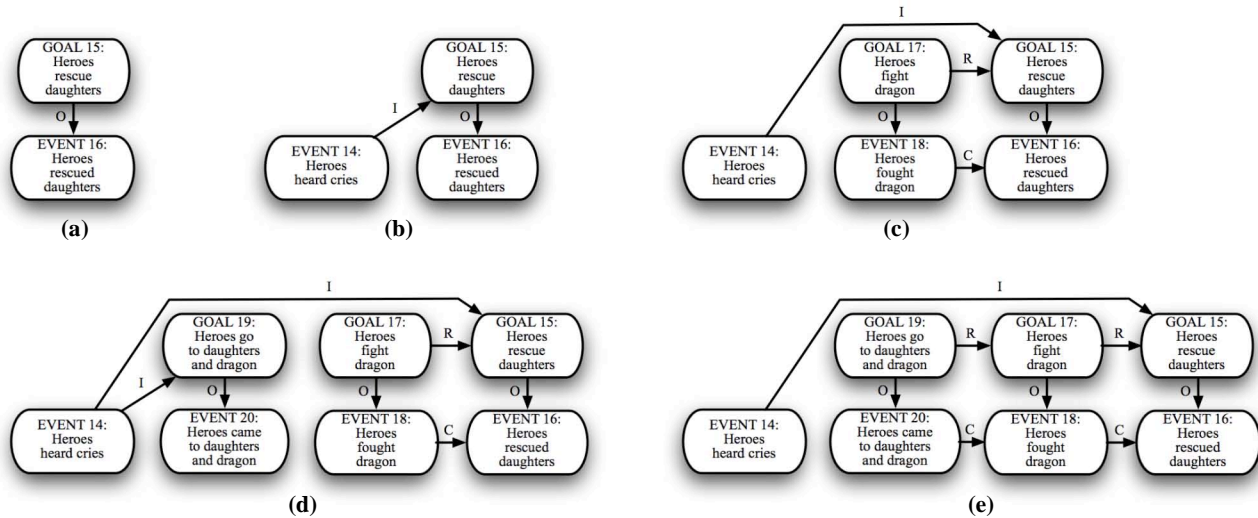 GOAL 15:
Heroes
rescue
daughters
O
EVENT 16:
Heroes
rescued
daughters
(a)
GOAL 15:
Heroes
rescue
daughters
I
O
EVENT 14:
Heroes
heard cries
EVENT 16:
Heroes
rescued
daughters
(b)
I
GOAL 17:
Heroes
fight
dragon
R
GOAL 15:
Heroes
rescue
daughters
O
O
EVENT 14:
Heroes
heard cries
EVENT 18:
Heroes
fought
dragon
C
EVENT 16:
Heroes
rescued
daughters
(c)
I
GOAL 19:
Heroes go
to daughters
and dragon
GOAL 17:
Heroes
fight
dragon
R
GOAL 15:
Heroes
rescue
daughters
I
O
O
O
EVENT 14:
Heroes
heard cries
EVENT 20:
Heroes came
to daughters
and dragon
EVENT 18:
Heroes
fought
dragon
C
EVENT 16:
Heroes
rescued
daughters
(d)
I
GOAL 19:
Heroes go
to daughters
and dragon
R
GOAL 17:
Heroes
fight
dragon
R
GOAL 15:
Heroes
rescue
daughters
O
O
O
EVENT 14:
Heroes
heard cries
EVENT 20:
Heroes came
to daughters
and dragon
C
EVENT 18:
Heroes
fought
dragon
C
EVENT 16:
Heroes
rescued
daughters
(e)